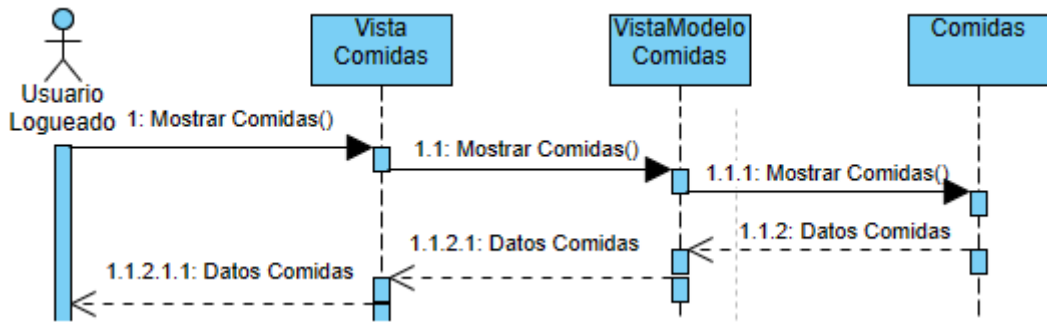 Vista
Comidas
VistaModelo
Comidas
Comidas
Usuario
Logueado
1: Mostrar Comidas()
1.1: Mostrar Comidas()
1.1.1: Mostrar Comidas()
1.1.2: Datos Comidas
1.1.2.1: Datos Comidas
1.1.2.1.1: Datos Comidas